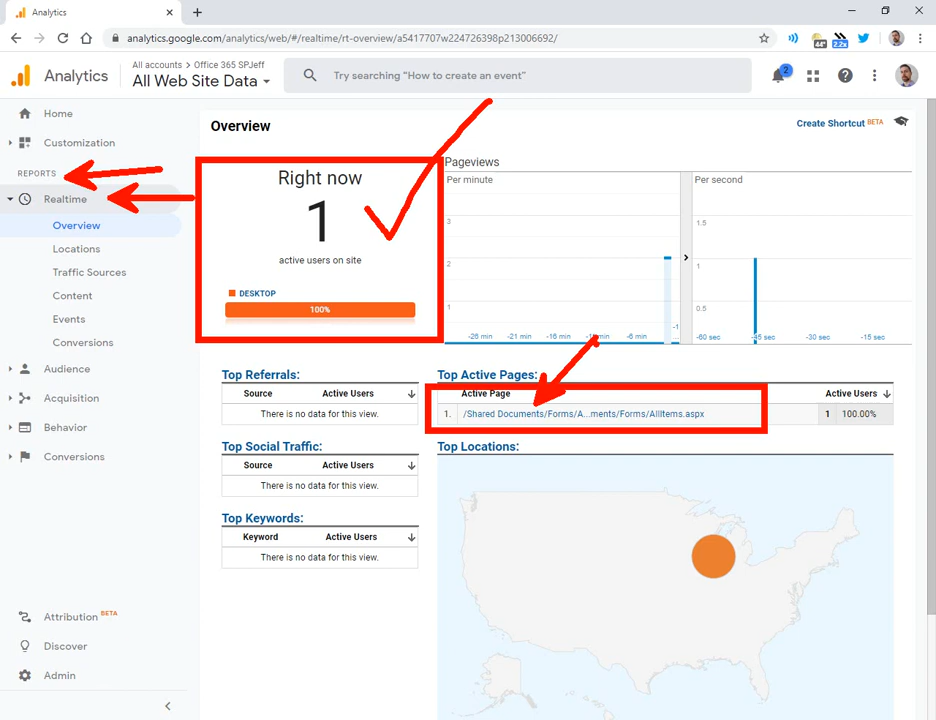 Analytics
analytics.google.com/analytics/web/#/realtime/rt-overview/a5417707w224726398p213006692/
44°
2.2x
Analytics
All accounts > Office 365 SPJeff
All Web Site Data
Try searching "How to create an event"
2
Home
Customization
REPORTS
Realtime
Overview
Locations
Traffic Sources
Content
Events
Conversions
Audience
Acquisition
Behavior
Conversions
Attribution BETA
Discover
Admin
Overview
Create Shortcut BETA
Right now
1
active users on site
DESKTOP
100%
Pageviews
Per minute
3
2
1
-26 min
-21 min
-16 min
-6 min
-1
Per second
1.5
1
0.5
-60 sec
-45 sec
-30 sec
-15 sec
Top Referrals:
Source Active Users
There is no data for this view.
Top Social Traffic:
Source Active Users
There is no data for this view.
Top Keywords:
Keyword Active Users
There is no data for this view.
Top Active Pages:
Active Page Active Users
1. /Shared Documents/Forms/A...ments/Forms/AllItems.aspx 1 100.00%
Top Locations: